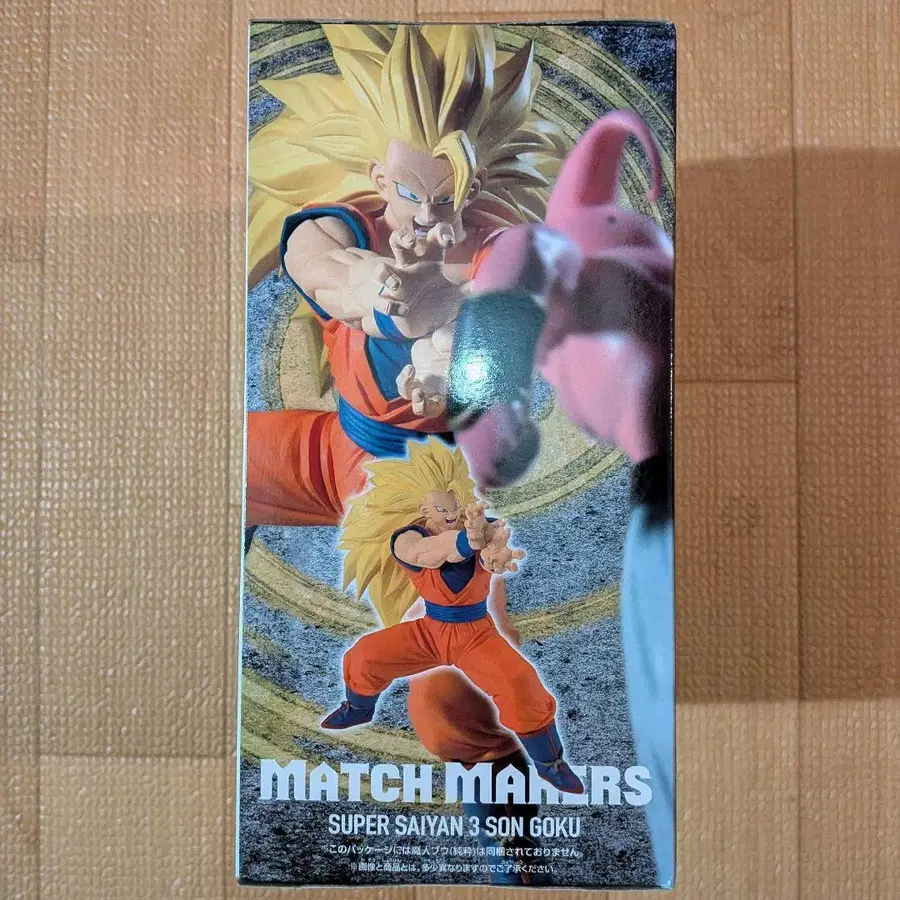 MATCH MAKERS
SUPER SAIYAN 3 SON GOKU
※このパッケージには魔人ブウ(純粋)は同梱されておりません。
※画像と商品とは、多少異なりますのでご了承ください。